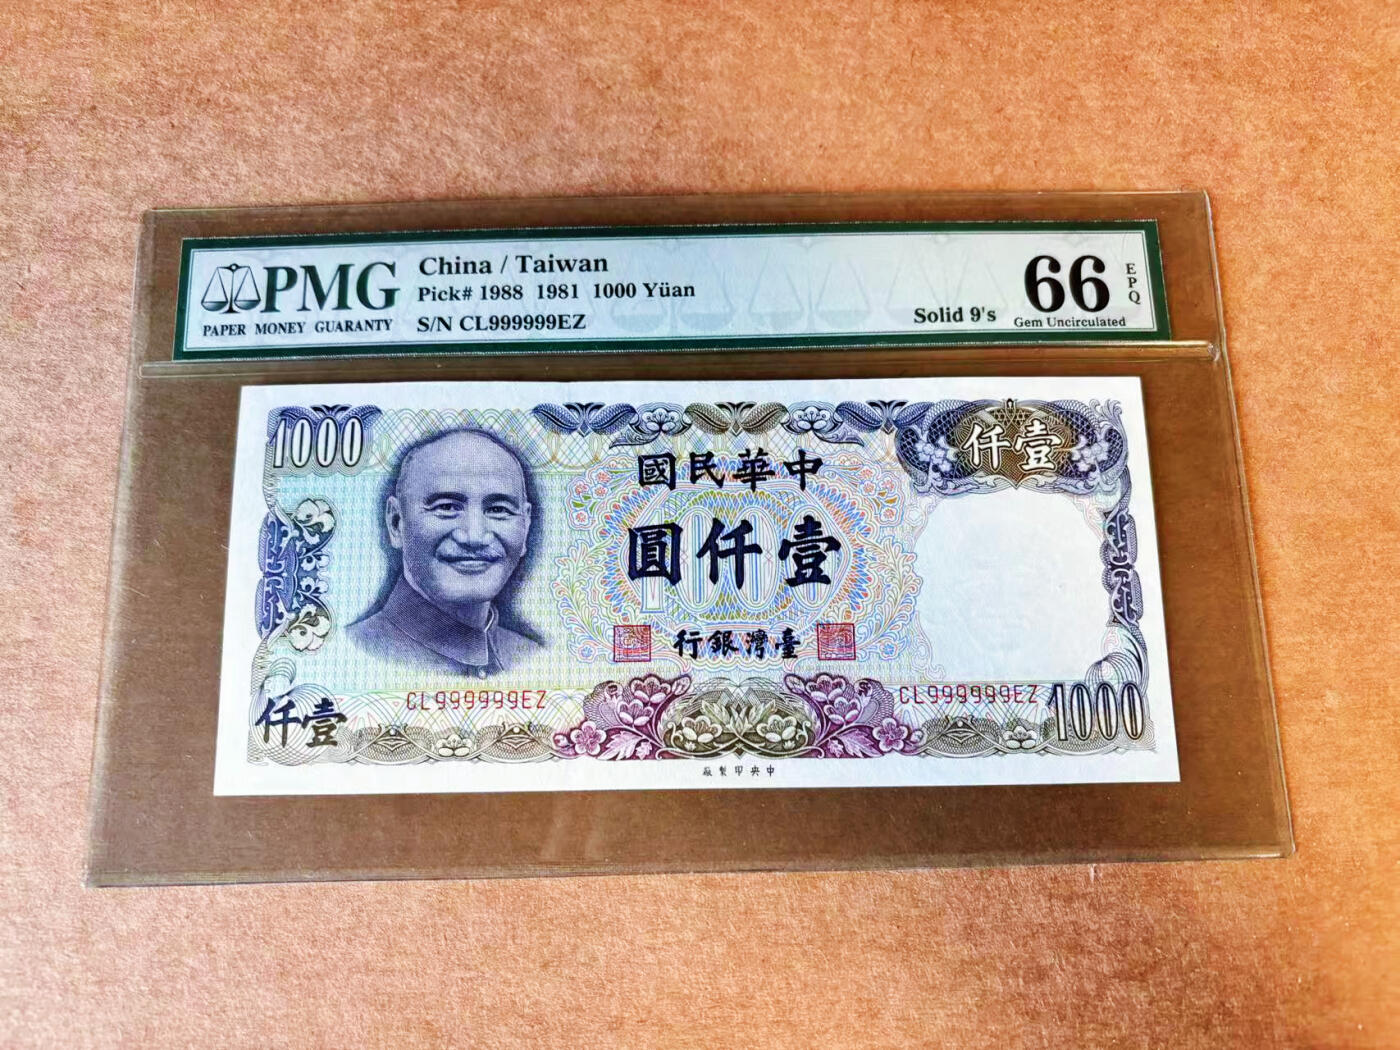 PMG
PAPER MONEY GUARANTY
China / Taiwan
Pick# 1988 1981 1000 Yüan
S/N CL999999EZ
Solid 9's
66
EPQ
Gem Uncirculated
1000
國民華中
仟壹
圓仟壹
行銀灣臺
CL999999EZ
CL999999EZ
仟壹
1000
廠製印央中